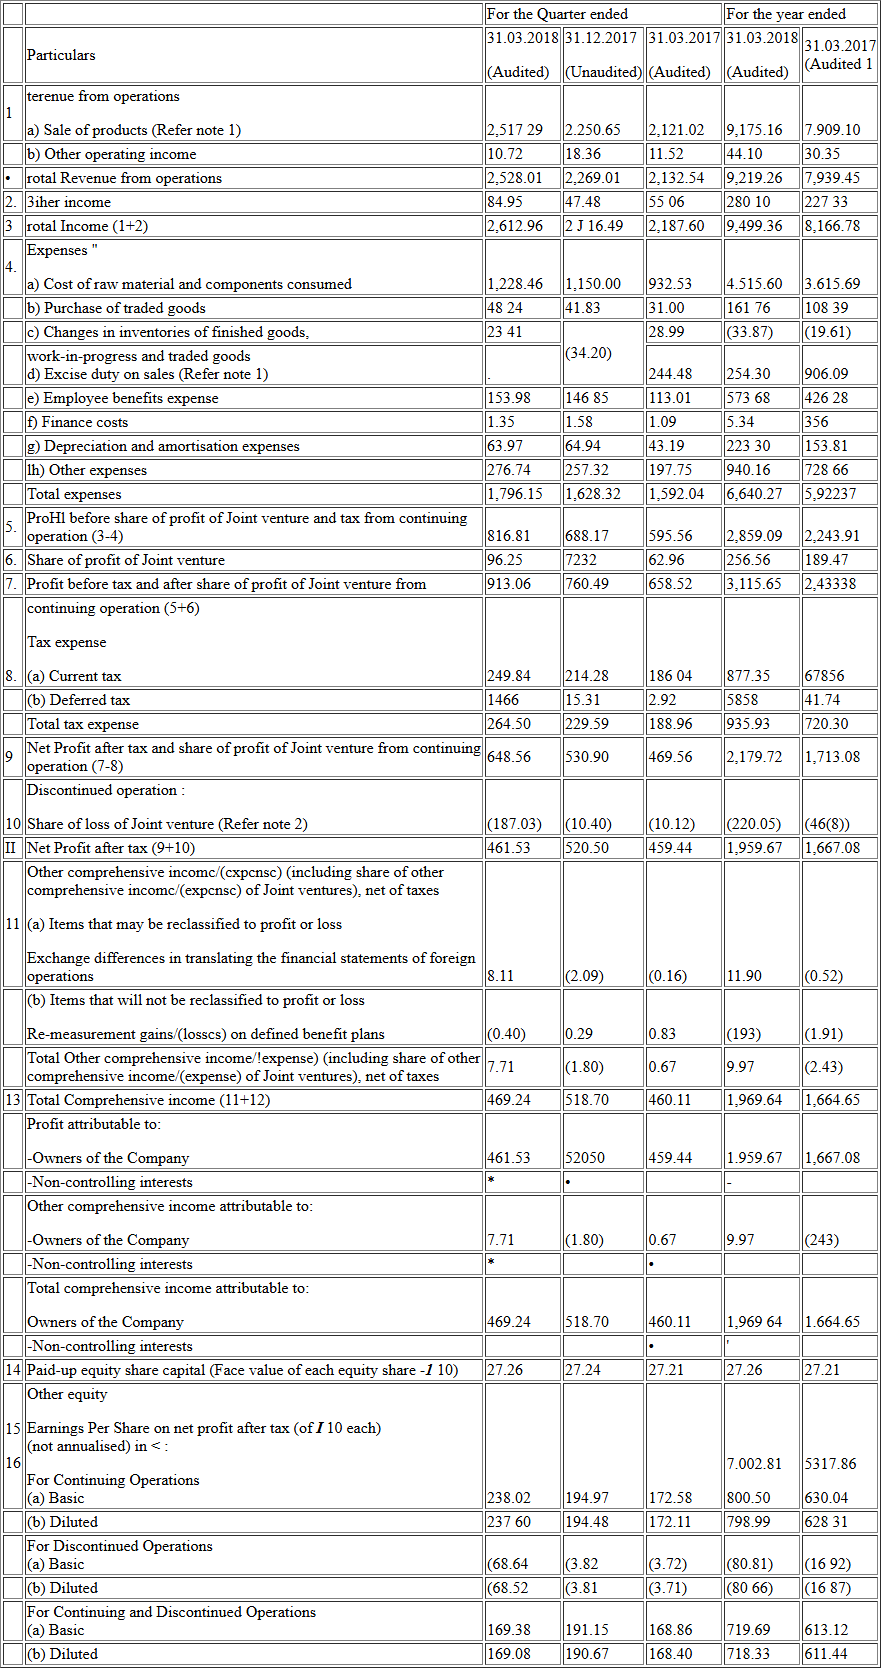 For the Quarter ended For the year ended
Particulars 31.03.2018 (Audited) 31.12.2017 (Unaudited) 31.03.2017 (Audited) 31.03.2018 (Audited) 31.03.2017 (Audited 1
1 terenue from operations
a) Sale of products (Refer note 1) 2,517 29 2.250.65 2,121.02 9,175.16 7.909.10
b) Other operating income 10.72 18.36 11.52 44.10 30.35
• rotal Revenue from operations 2,528.01 2,269.01 2,132.54 9,219.26 7,939.45
2. 3iher income 84.95 47.48 55 06 280 10 227 33
3 rotal Income (1+2) 2,612.96 2 J 16.49 2,187.60 9,499.36 8,166.78
4. Expenses "
a) Cost of raw material and components consumed 1,228.46 1,150.00 932.53 4.515.60 3.615.69
b) Purchase of traded goods 48 24 41.83 31.00 161 76 108 39
c) Changes in inventories of finished goods, 23 41 (34.20) 28.99 (33.87) (19.61)
work-in-progress and traded goods
d) Excise duty on sales (Refer note 1) . 244.48 254.30 906.09
e) Employee benefits expense 153.98 146 85 113.01 573 68 426 28
f) Finance costs 1.35 1.58 1.09 5.34 356
g) Depreciation and amortisation expenses 63.97 64.94 43.19 223 30 153.81
lh) Other expenses 276.74 257.32 197.75 940.16 728 66
Total expenses 1,796.15 1,628.32 1,592.04 6,640.27 5,92237
5. ProHl before share of profit of Joint venture and tax from continuing
operation (3-4) 816.81 688.17 595.56 2,859.09 2,243.91
6. Share of profit of Joint venture 96.25 7232 62.96 256.56 189.47
7. Profit before tax and after share of profit of Joint venture from 913.06 760.49 658.52 3,115.65 2,43338
continuing operation (5+6)
Tax expense
8. (a) Current tax 249.84 214.28 186 04 877.35 67856
(b) Deferred tax 1466 15.31 2.92 5858 41.74
Total tax expense 264.50 229.59 188.96 935.93 720.30
9 Net Profit after tax and share of profit of Joint venture from continuing
operation (7-8) 648.56 530.90 469.56 2,179.72 1,713.08
Discontinued operation :
10 Share of loss of Joint venture (Refer note 2) (187.03) (10.40) (10.12) (220.05) (46(8))
II Net Profit after tax (9+10) 461.53 520.50 459.44 1,959.67 1,667.08
Other comprehensive incomc/(cxpcnsc) (including share of other
comprehensive incomc/(expcnsc) of Joint ventures), net of taxes
11 (a) Items that may be reclassified to profit or loss
Exchange differences in translating the financial statements of foreign
operations 8.11 (2.09) (0.16) 11.90 (0.52)
(b) Items that will not be reclassified to profit or loss
Re-measurement gains/(losscs) on defined benefit plans (0.40) 0.29 0.83 (193) (1.91)
Total Other comprehensive income/!expense) (including share of other
comprehensive income/(expense) of Joint ventures), net of taxes 7.71 (1.80) 0.67 9.97 (2.43)
13 Total Comprehensive income (11+12) 469.24 518.70 460.11 1,969.64 1,664.65
Profit attributable to:
-Owners of the Company 461.53 52050 459.44 1.959.67 1,667.08
-Non-controlling interests * • -
Other comprehensive income attributable to:
-Owners of the Company 7.71 (1.80) 0.67 9.97 (243)
-Non-controlling interests * •
Total comprehensive income attributable to:
Owners of the Company 469.24 518.70 460.11 1,969 64 1.664.65
-Non-controlling interests • '
14 Paid-up equity share capital (Face value of each equity share -1 10) 27.26 27.24 27.21 27.26 27.21
Other equity
15 Earnings Per Share on net profit after tax (of I 10 each)
(not annualised) in < :
16 7.002.81 5317.86
For Continuing Operations
(a) Basic 238.02 194.97 172.58 800.50 630.04
(b) Diluted 237 60 194.48 172.11 798.99 628 31
For Discontinued Operations
(a) Basic (68.64 (3.82 (3.72) (80.81) (16 92)
(b) Diluted (68.52 (3.81 (3.71) (80 66) (16 87)
For Continuing and Discontinued Operations
(a) Basic 169.38 191.15 168.86 719.69 613.12
(b) Diluted 169.08 190.67 168.40 718.33 611.44